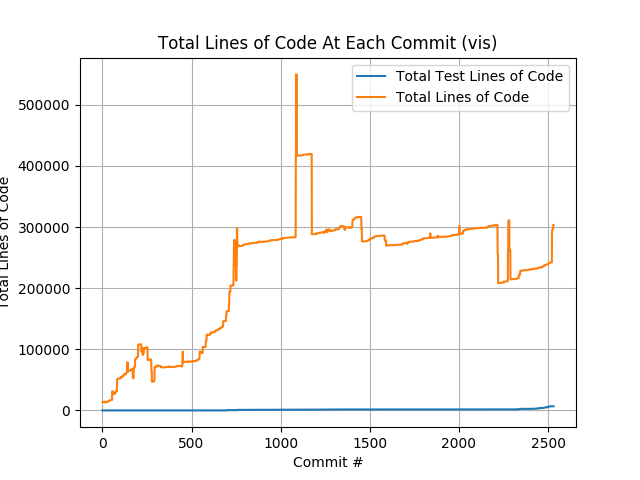 Total Lines of Code At Each Commit (vis)
Total Test Lines of Code
Total Lines of Code
500000
400000
300000
200000
100000
0
Total Lines of Code
0
500
1000
1500
2000
2500
Commit #